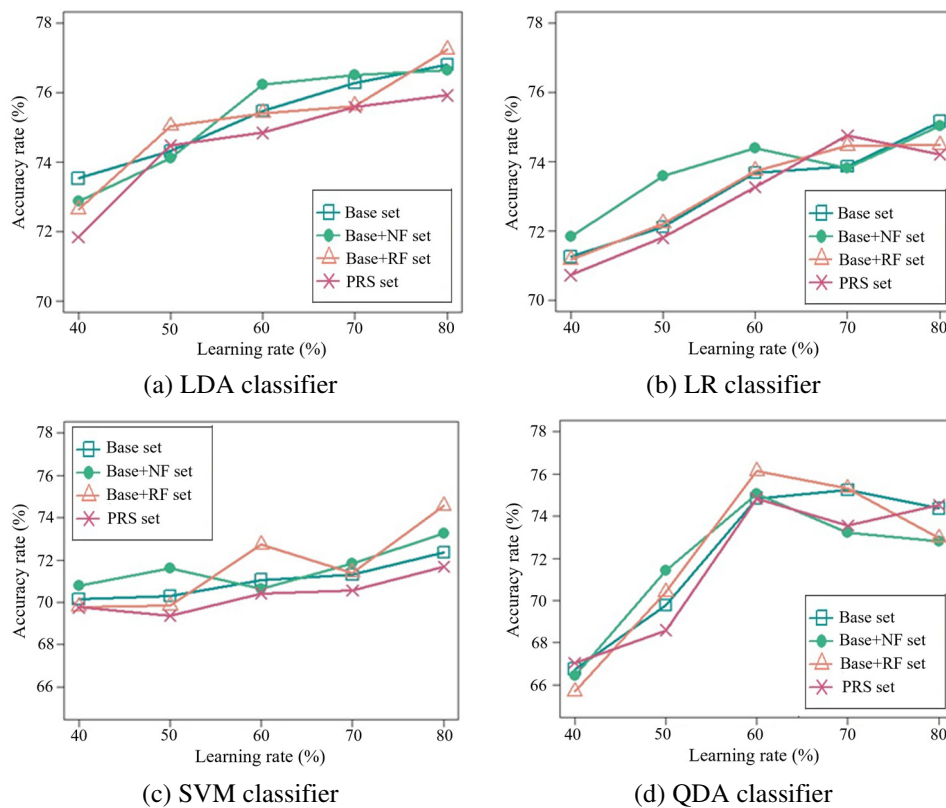 78
76
74
72
70
Accuracy rate (%)
Base set
Base+NF set
Base+RF set
PRS set
40 50 60 70 80
Learning rate (%)
(a) LDA classifier
78
76
74
72
70
Accuracy rate (%)
Base set
Base+NF set
Base+RF set
PRS set
40 50 60 70 80
Learning rate (%)
(b) LR classifier
78
76
74
72
70
68
66
Accuracy rate (%)
Base set
Base+NF set
Base+RF set
PRS set
40 50 60 70 80
Learning rate (%)
(c) SVM classifier
78
76
74
72
70
68
66
Accuracy rate (%)
Base set
Base+NF set
Base+RF set
PRS set
40 50 60 70 80
Learning rate (%)
(d) QDA classifier